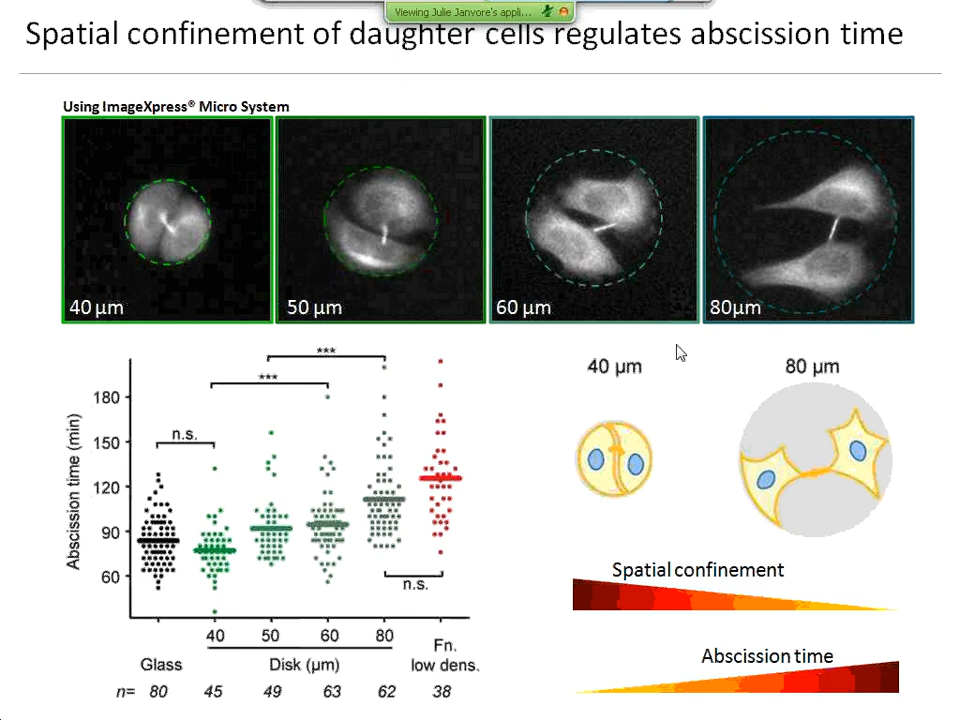 Viewing Julie Janvore's appli...
Spatial confinement of daughter cells regulates abscission time
Using ImageXpress® Micro System
40 μm
50 μm
60 μm
80μm
Abscission time (min)
180
150
120
90
60
n.s.
***
***
n.s.
40 50 60 80
Glass
Disk (μm)
Fn.
low dens.
n= 80 45 49 63 62 38
40 μm
80 μm
Spatial confinement
Abscission time